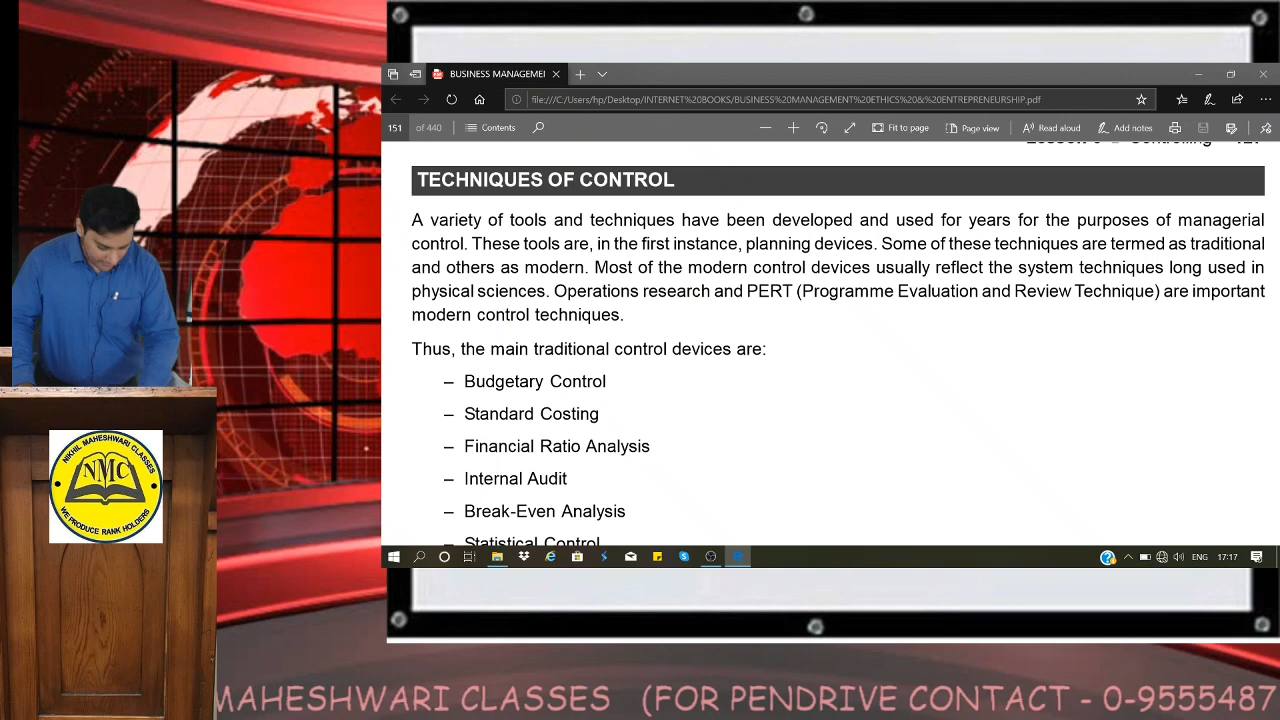 BUSINESS MANAGEMEI
file:///C:/Users/hp/Desktop/INTERNET%20BOOKS/BUSINESS%20MANAGEMENT%20ETHICS%20&%20ENTREPRENEURSHIP.pdf
151 of 440 Contents Fit to page Page view Read aloud Add notes
TECHNIQUES OF CONTROL
A variety of tools and techniques have been developed and used for years for the purposes of managerial
control. These tools are, in the first instance, planning devices. Some of these techniques are termed as traditional
and others as modern. Most of the modern control devices usually reflect the system techniques long used in
physical sciences. Operations research and PERT (Programme Evaluation and Review Technique) are important
modern control techniques.
Thus, the main traditional control devices are:
– Budgetary Control
– Standard Costing
– Financial Ratio Analysis
– Internal Audit
– Break-Even Analysis
– Statistical Control
ENG 17:17
NIKHIL MAHESHWARI CLASSES
NMC
WE PRODUCE RANK HOLDERS
MAHESHWARI CLASSES (FOR PENDRIVE CONTACT - 0-9555487